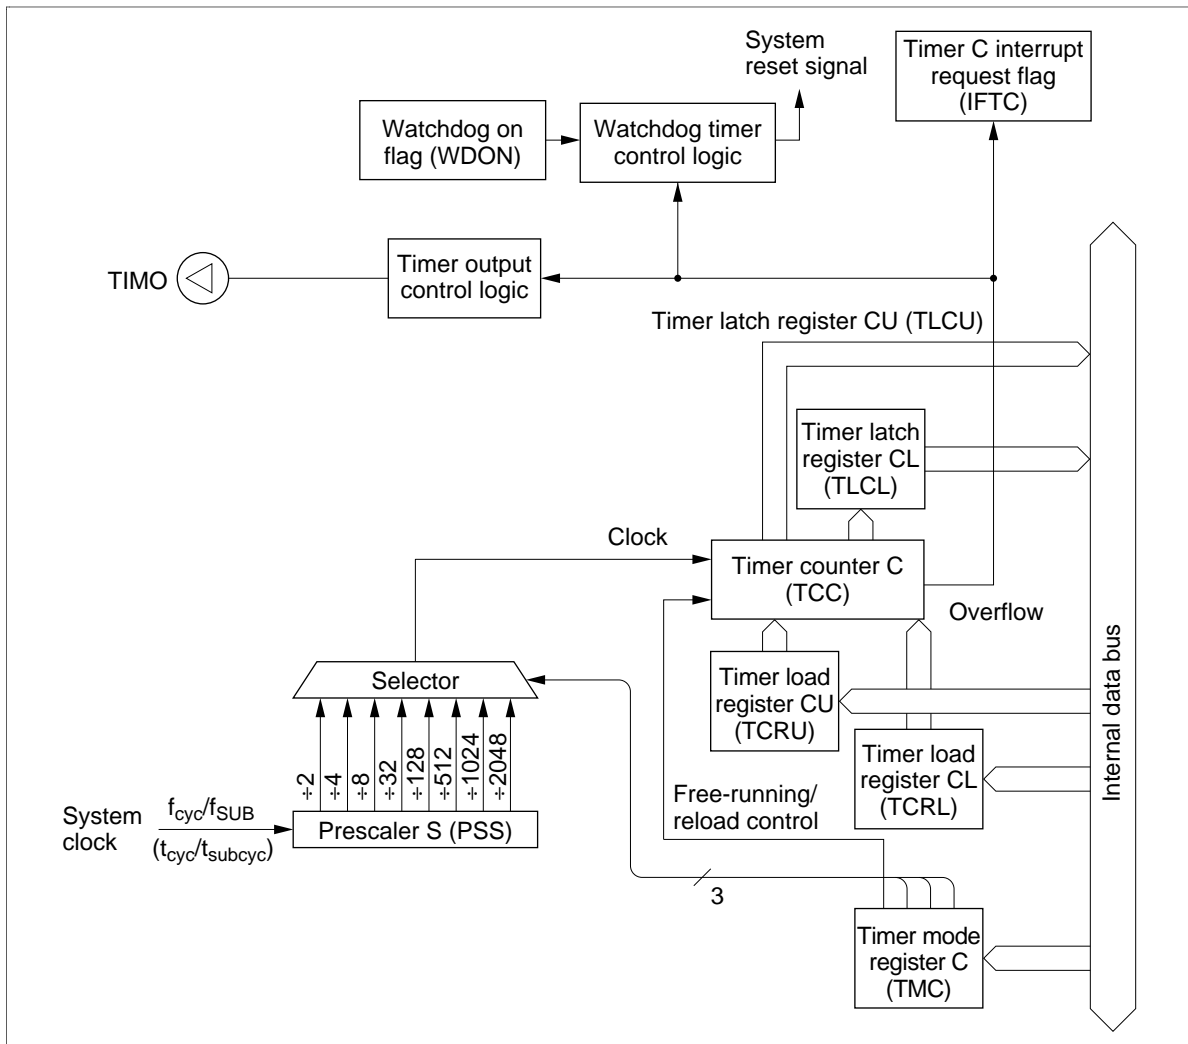 System
reset signal
Timer C interrupt
request flag
(IFTC)
Watchdog on
flag (WDON)
Watchdog timer
control logic
TIMO
Timer output
control logic
Timer latch register CU (TLCU)
Timer latch
register CL
(TLCL)
Clock
Timer counter C
(TCC)
Overflow
Selector
Timer load
register CU
(TCRU)
Timer load
register CL
(TCRL)
Internal data bus
÷2
÷4
÷8
÷32
÷128
÷512
÷1024
÷2048
System
clock
fcyc/fSUB
(tcyc/tsubcyc)
Prescaler S (PSS)
Free-running/
reload control
3
Timer mode
register C
(TMC)